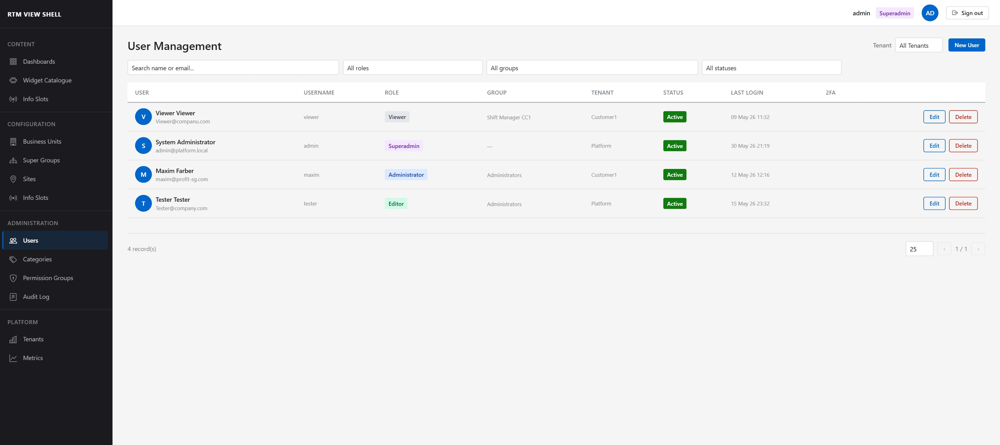 RTM VIEW SHELL
CONTENT
Dashboards
Widget Catalogue
Info Slots
CONFIGURATION
Business Units
Super Groups
Sites
Info Slots
ADMINISTRATION
Users
Categories
Permission Groups
Audit Log
PLATFORM
Tenants
Metrics
admin Superadmin AD Sign out
User Management Tenant All Tenants New User
Search name or email... All roles All groups All statuses
USER USERNAME ROLE GROUP TENANT STATUS LAST LOGIN 2FA
V Viewer Viewer viewer Viewer Shift Manager CC1 Customer1 Active 09 May 26 11:32 Edit Delete
Viewer@companu.com
S System Administrator admin Superadmin — Platform Active 30 May 26 21:19 Edit Delete
admin@platform.local
M Maxim Farber maxim Administrator Administrators Customer1 Active 12 May 26 12:16 Edit Delete
maxim@profit-sg.com
T Tester Tester tester Editor Administrators Platform Active 15 May 26 23:32 Edit Delete
Tester@company.com
4 record(s) 25 ‹ 1 / 1 ›